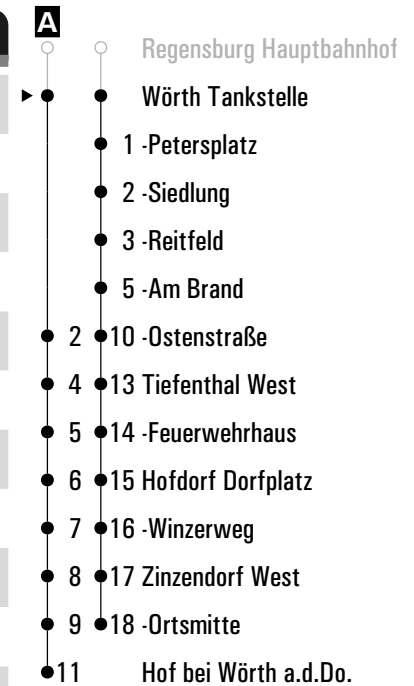 A
Regensburg Hauptbahnhof
Wörth Tankstelle
1 -Petersplatz
2 -Siedlung
3 -Reitfeld
5 -Am Brand
2 10 -Ostenstraße
4 13 Tiefenthal West
5 14 -Feuerwehrhaus
6 15 Hofdorf Dorfplatz
7 16 -Winzerweg
8 17 Zinzendorf West
9 18 -Ortsmitte
11 Hof bei Wörth a.d.Do.